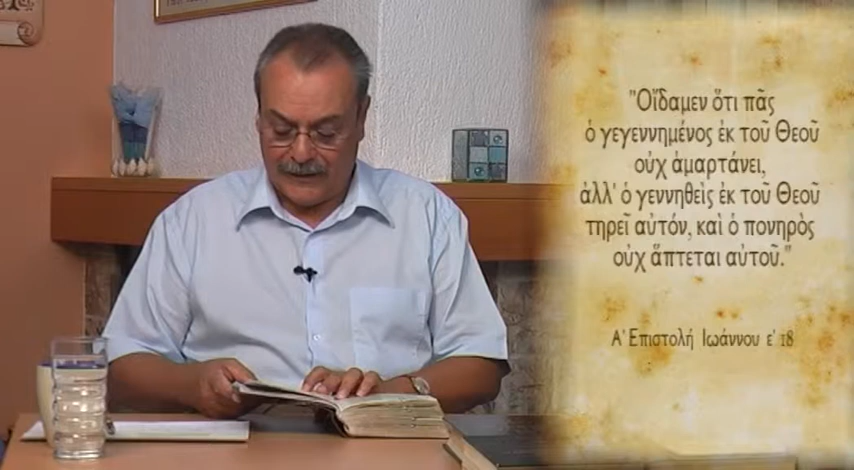 "Οἴδαμεν ὅτι πᾶς
ὁ γεγεννημένος ἐκ τοῦ Θεοῦ
οὐχ ἁμαρτάνει,
ἀλλ' ὁ γεννηθεὶς ἐκ τοῦ Θεοῦ
τηρεῖ αὐτόν, καὶ ὁ πονηρὸς
οὐχ ἅπτεται αὐτοῦ."
Α' Επιστολή Ιωάννου ε' 18